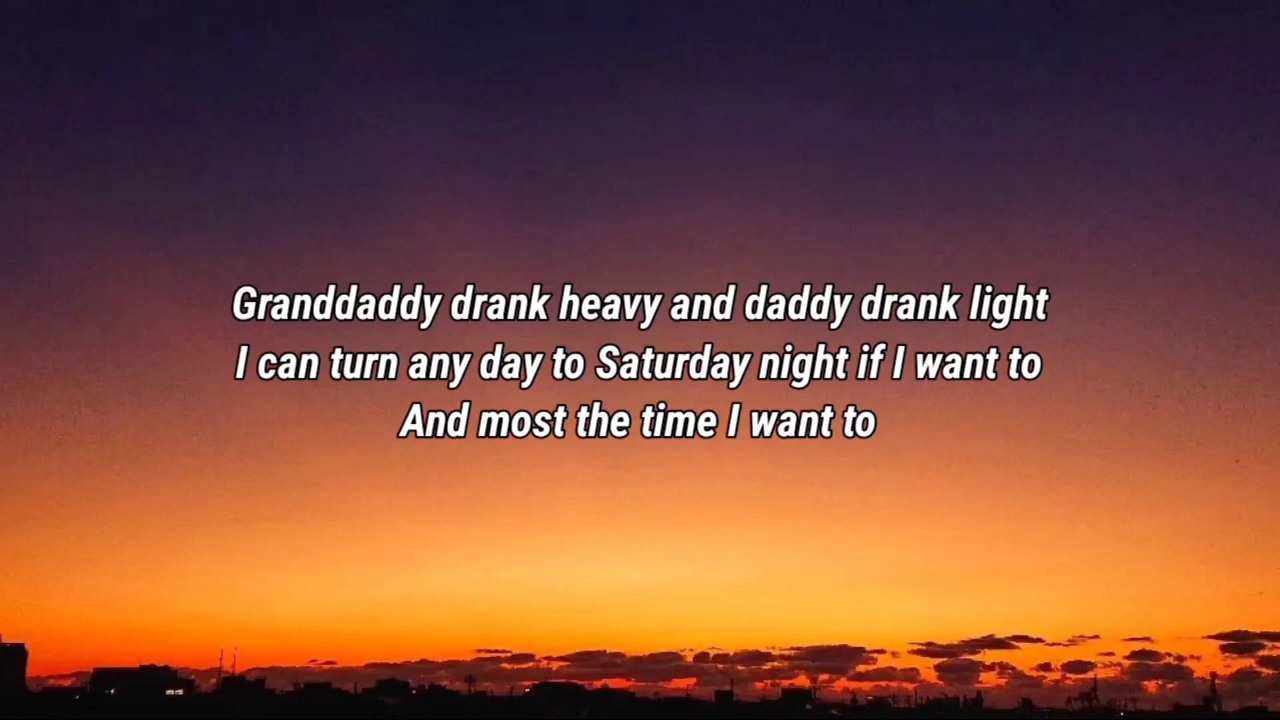 Granddaddy drank heavy and daddy drank light
I can turn any day to Saturday night if I want to
And most the time I want to